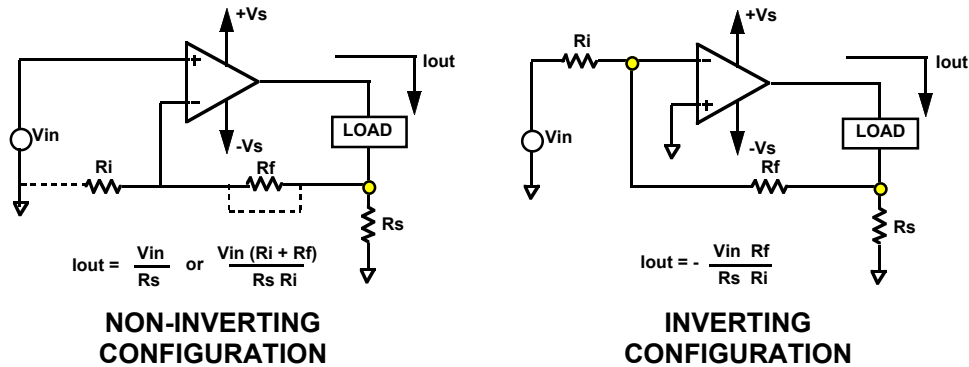 +Vs
+
−
-Vs
Vin
Ri
Rf
LOAD
Iout
Rs
Iout = Vin / Rs or Vin (Ri + Rf) / Rs Ri
NON-INVERTING
CONFIGURATION
+Vs
Ri
−
+
-Vs
Vin
Rf
LOAD
Iout
Rs
Iout = - Vin Rf / Rs Ri
INVERTING
CONFIGURATION